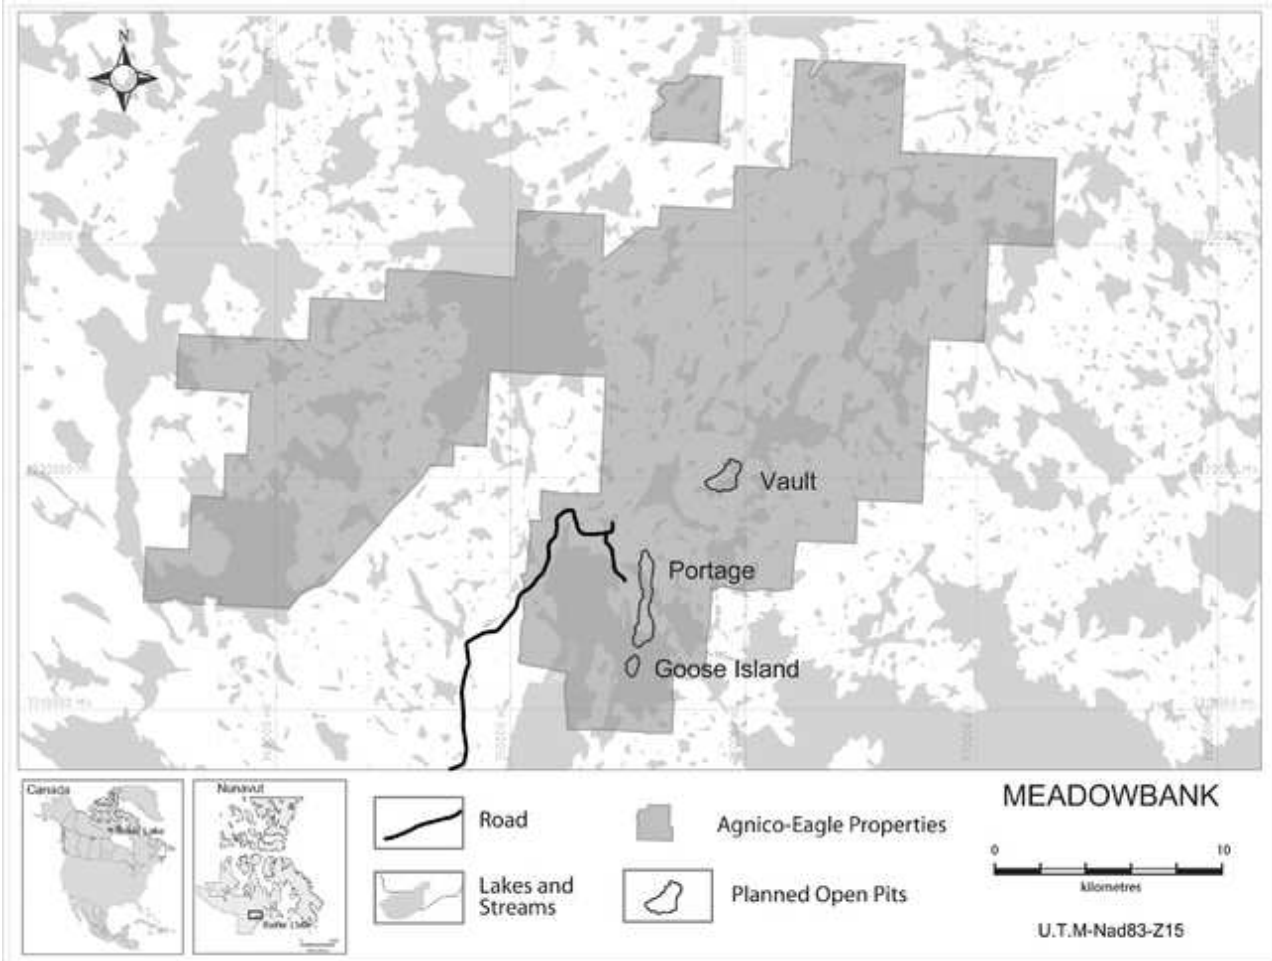 N
Vault
Portage
Goose Island
Canada
Nunavut
Road
Lakes and
Streams
Agnico-Eagle Properties
Planned Open Pits
MEADOWBANK
0 10
kilometres
U.T.M-Nad83-Z15